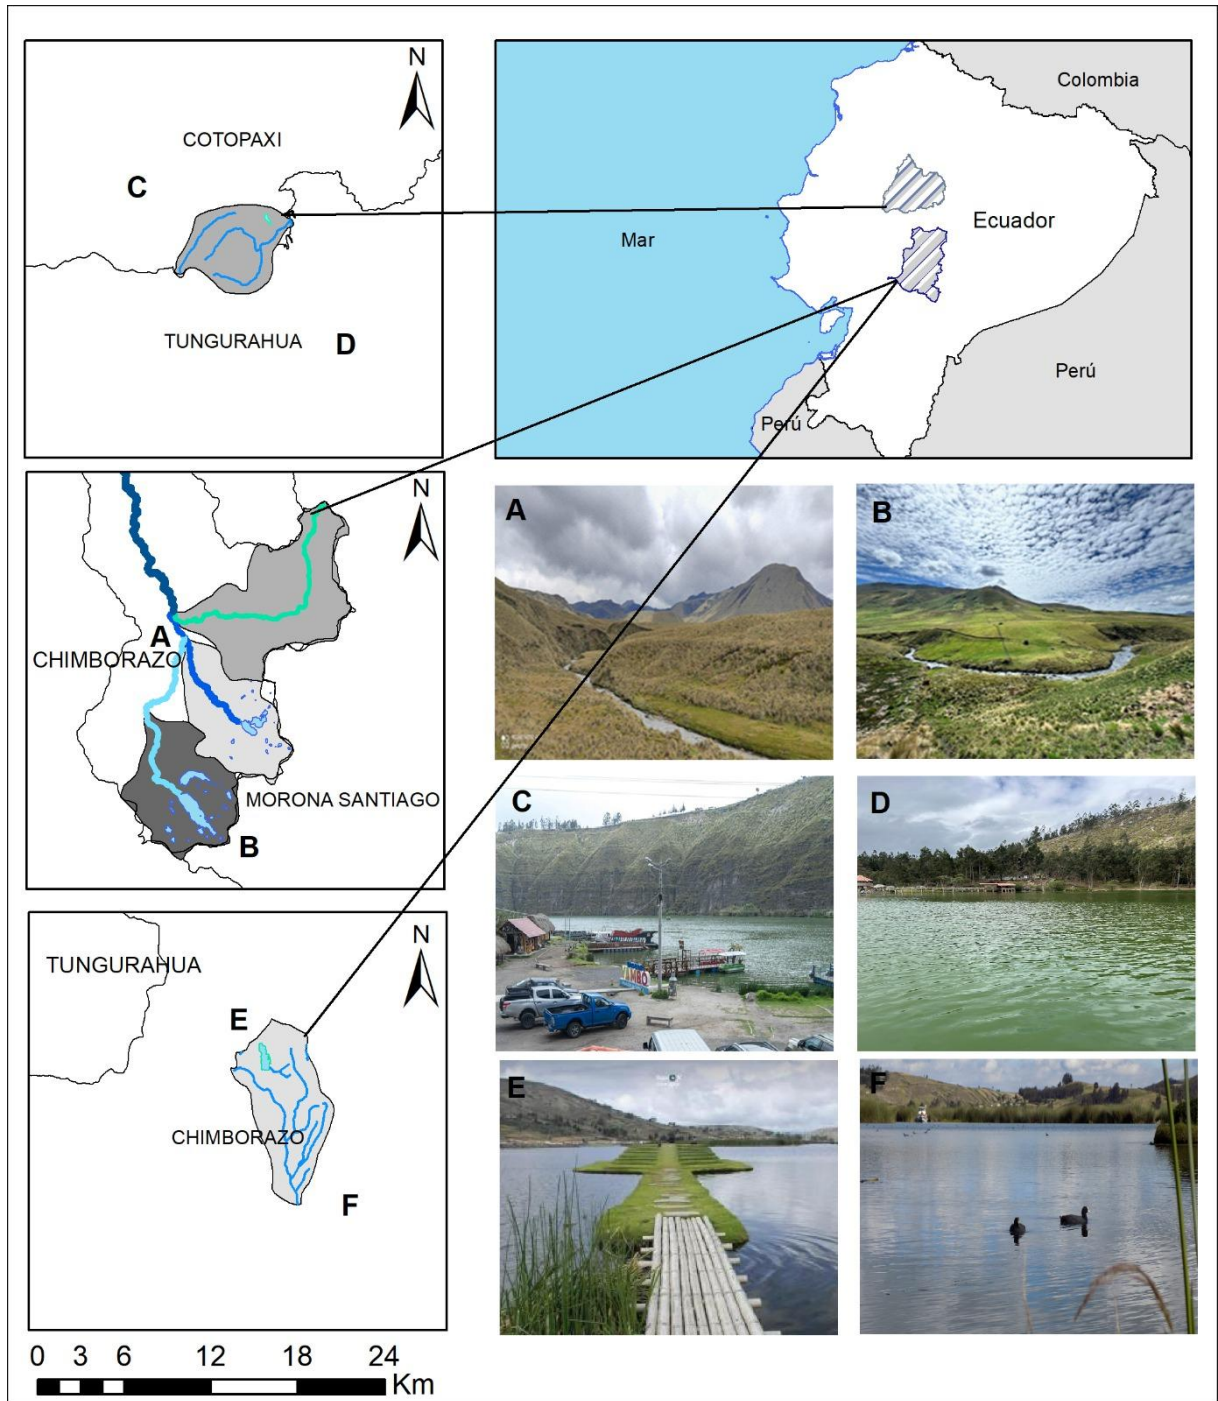 N
COTOPAXI
C
TUNGURAHUA
D
Colombia
Ecuador
Mar
Perú
Perú
N
A
CHIMBORAZO
MORONA SANTIAGO
B
N
TUNGURAHUA
E
CHIMBORAZO
F
0 3 6 12 18 24
Km
A
B
C
D
E
F